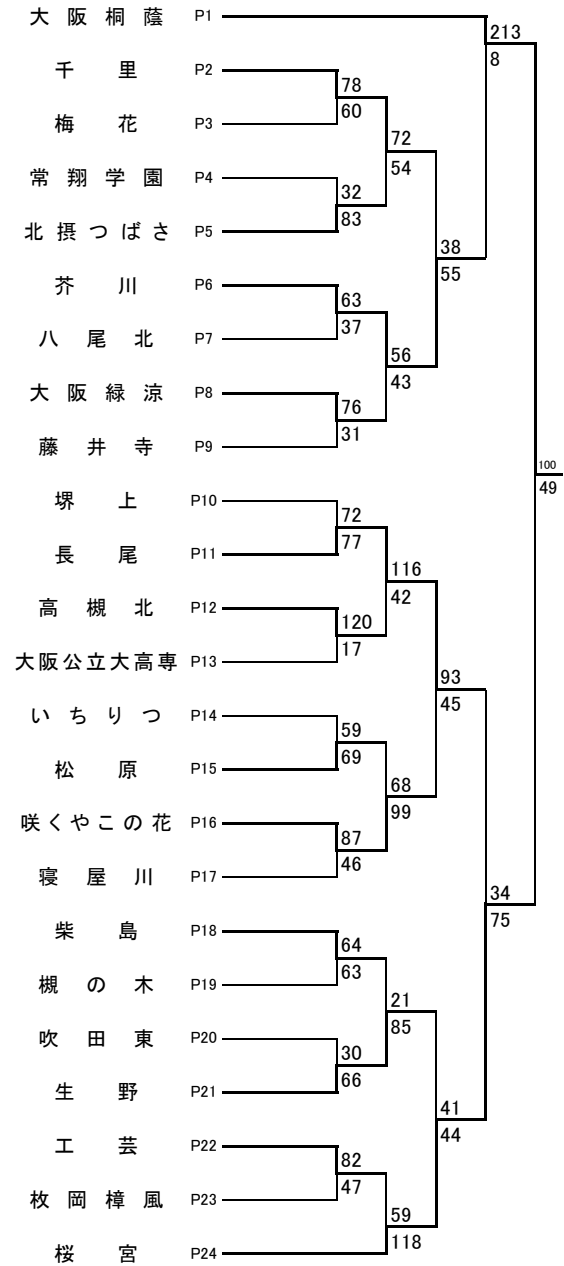 大阪桐蔭 P1
213
8
千里 P2
78
梅花 P3
60
72
54
常翔学園 P4
32
北摂つばさ P5
83
38
55
芥川 P6
63
八尾北 P7
37
56
43
大阪緑涼 P8
76
藤井寺 P9
31
100
49
堺上 P10
72
長尾 P11
77
116
42
高槻北 P12
120
大阪公立大高専 P13
17
93
45
いちりつ P14
59
松原 P15
69
68
99
咲くやこの花 P16
87
寝屋川 P17
46
34
75
柴島 P18
64
槻の木 P19
63
21
85
吹田東 P20
30
生野 P21
66
41
44
工芸 P22
82
枚岡樟風 P23
47
59
118
桜宮 P24